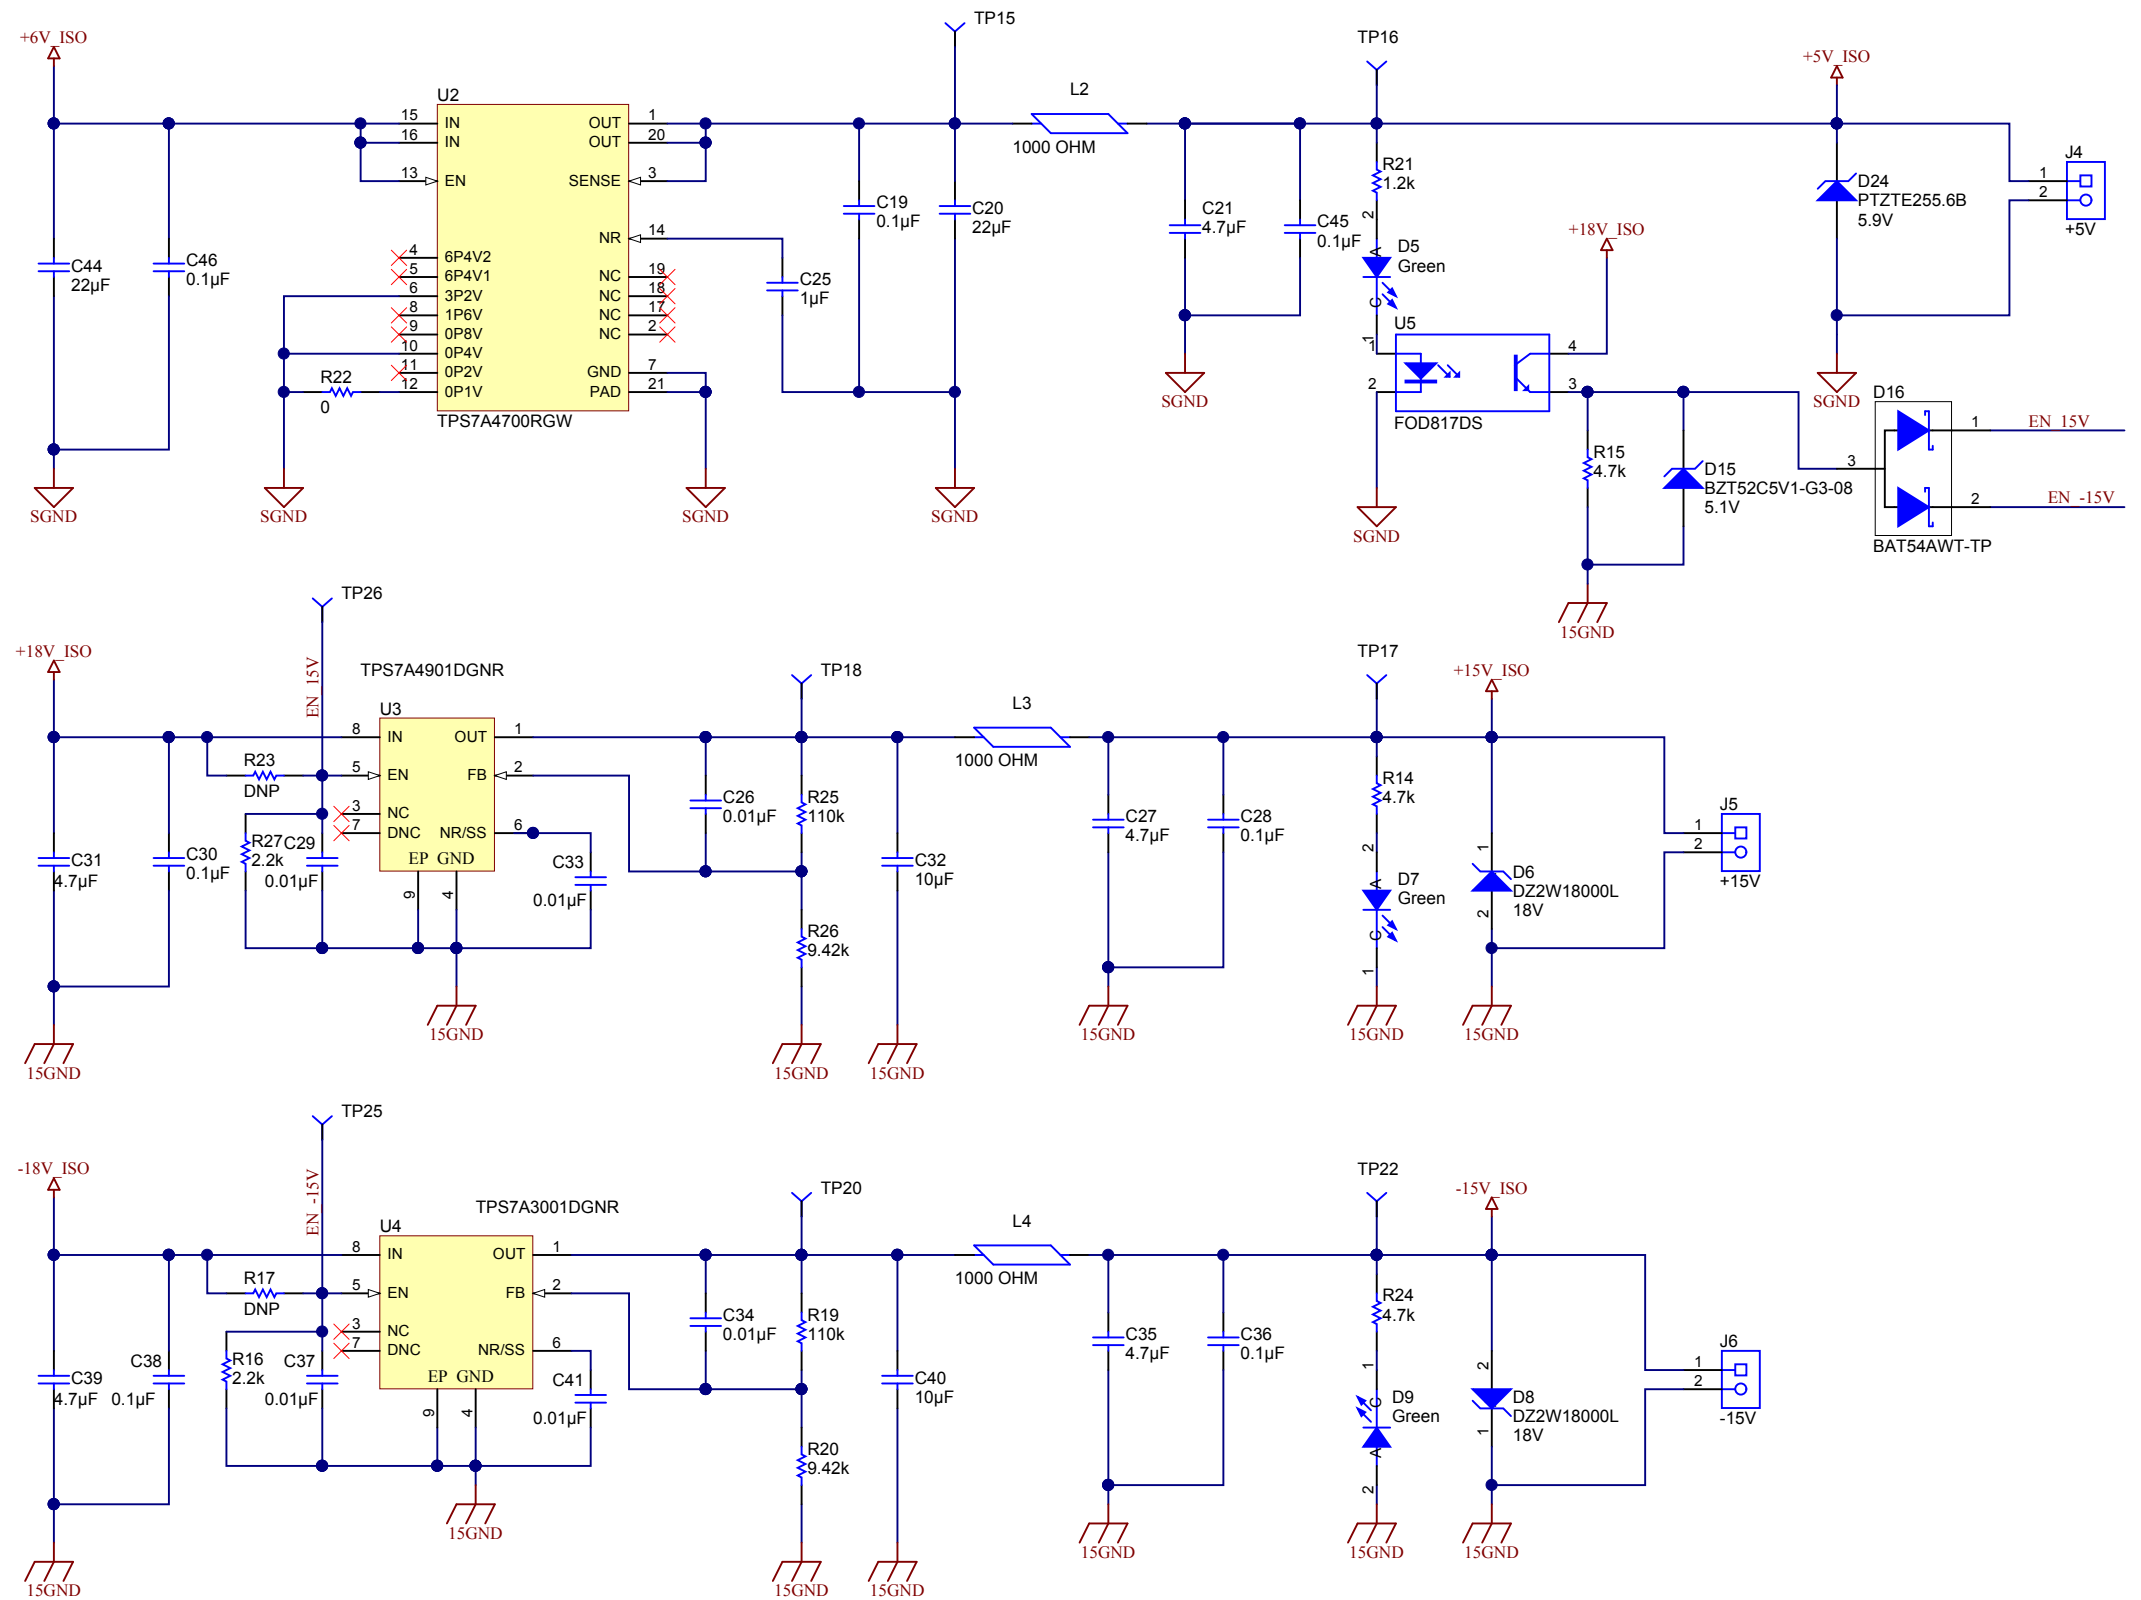 +6V_ISO
U2
15 IN
16 IN
13 EN
4 6P4V2
5 6P4V1
6 3P2V
8 1P6V
9 0P8V
10 0P4V
11 0P2V
12 0P1V
OUT 1
OUT 20
SENSE 3
NR 14
NC 19
NC 18
NC 17
NC 2
GND 7
PAD 21
TPS7A4700RGW
C44
22µF
C46
0.1µF
R22
0
SGND
SGND
SGND
SGND
C25
1µF
C19
0.1µF
C20
22µF
TP15
L2
1000 OHM
C21
4.7µF
C45
0.1µF
SGND
TP16
R21
1.2k
2
A
D5
Green
C
1
U5
1
2
4
3
FOD817DS
SGND
+18V_ISO
R15
4.7k
D15
BZT52C5V1-G3-08
5.1V
15GND
+5V_ISO
D24
PTZTE255.6B
5.9V
SGND
J4
1
2
+5V
D16
3
1
2
EN_15V
EN_-15V
BAT54AWT-TP
TP26
+18V_ISO
EN_15V
TPS7A4901DGNR
U3
8 IN
5 EN
3 NC
7 DNC
OUT 1
FB 2
NR/SS 6
EP GND
9
4
R23
DNP
R27
2.2k
C29
0.01µF
C31
4.7µF
C30
0.1µF
C33
0.01µF
15GND
15GND
TP18
C26
0.01µF
R25
110k
R26
9.42k
C32
10µF
15GND
15GND
L3
1000 OHM
C27
4.7µF
C28
0.1µF
15GND
TP17
R14
4.7k
2
A
D7
Green
C
1
15GND
+15V_ISO
1
D6
DZ2W18000L
18V
2
15GND
J5
1
2
+15V
TP25
-18V_ISO
EN_-15V
TPS7A3001DGNR
U4
8 IN
5 EN
3 NC
7 DNC
OUT 1
FB 2
NR/SS 6
EP GND
9
4
R17
DNP
R16
2.2k
C37
0.01µF
C39
4.7µF
C38
0.1µF
C41
0.01µF
15GND
15GND
TP20
C34
0.01µF
R19
110k
R20
9.42k
C40
10µF
15GND
15GND
L4
1000 OHM
C35
4.7µF
C36
0.1µF
15GND
TP22
R24
4.7k
1
C
D9
Green
A
2
15GND
-15V_ISO
2
D8
DZ2W18000L
18V
1
15GND
J6
1
2
-15V